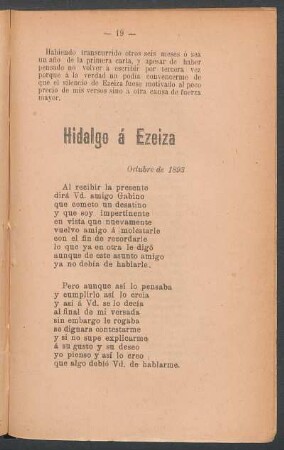 — 19 —
Habiendo transcurrido otros seis meses ó sea
un año de la primera carta, y apesar de haber
pensado no volver á escribir por tercera vez
porque á la verdad no podia convencerme de
que el silencio de Ezeiza fuese motivado al poco
precio de mis versos sino á otra causa de fuerza
mayor.
Hidalgo á Ezeiza
Octubre de 1893
Al recibir la presente
dirá Vd. amigo Gabino
que cometo un desatino
y que soy impertinente
en vista que nuevamente
vuelvo amigo á molestarle
con el fin de recordarle
lo que ya en otra le digo
aunque de este asunto amigo
ya no debía de hablarle.
Pero aunque así lo pensaba
y cumplirlo así lo creia
y así á Vd. se lo decia
al final de mi versada
sin embargo le rogaba
se dignara contestarme
y si no supe explicarme
á su gusto y su deseo
yo pienso y así lo creo
que algo debió Vd. de hablarme.